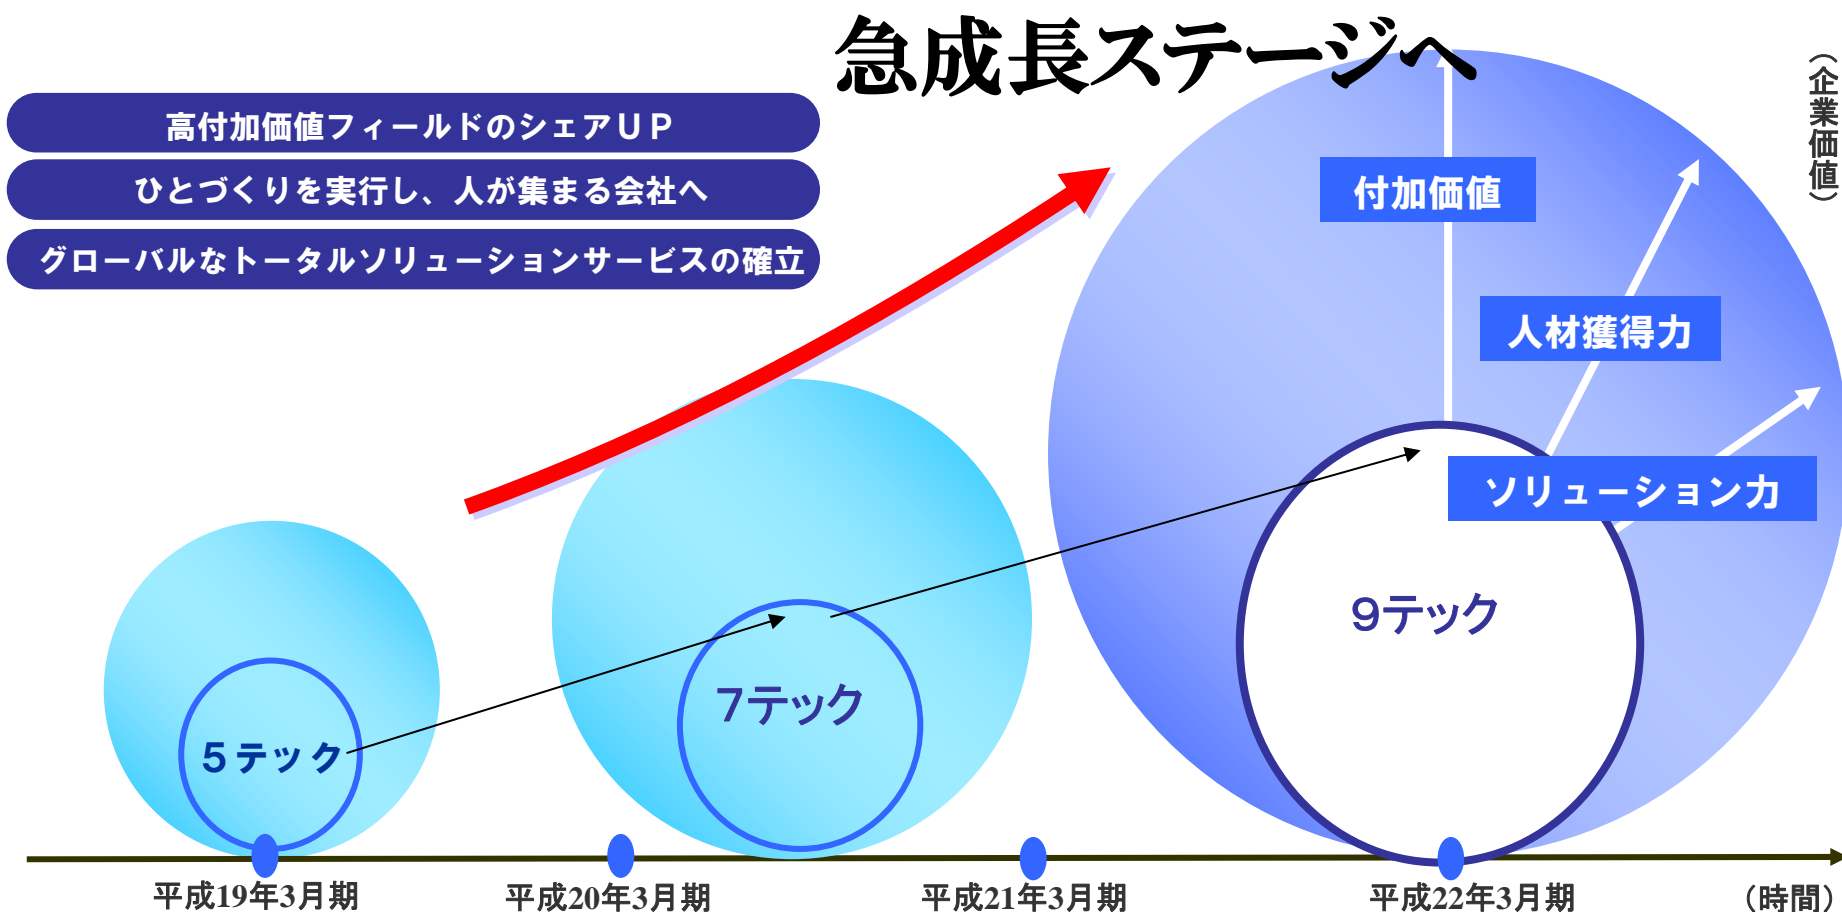 急成長ステージへ
（企業価値）
高付加価値フィールドのシェアＵＰ
ひとづくりを実行し、人が集まる会社へ
グローバルなトータルソリューションサービスの確立
付加価値
人材獲得力
ソリューション力
９テック
７テック
５テック
平成19年3月期
平成20年3月期
平成21年3月期
平成22年3月期
（時間）